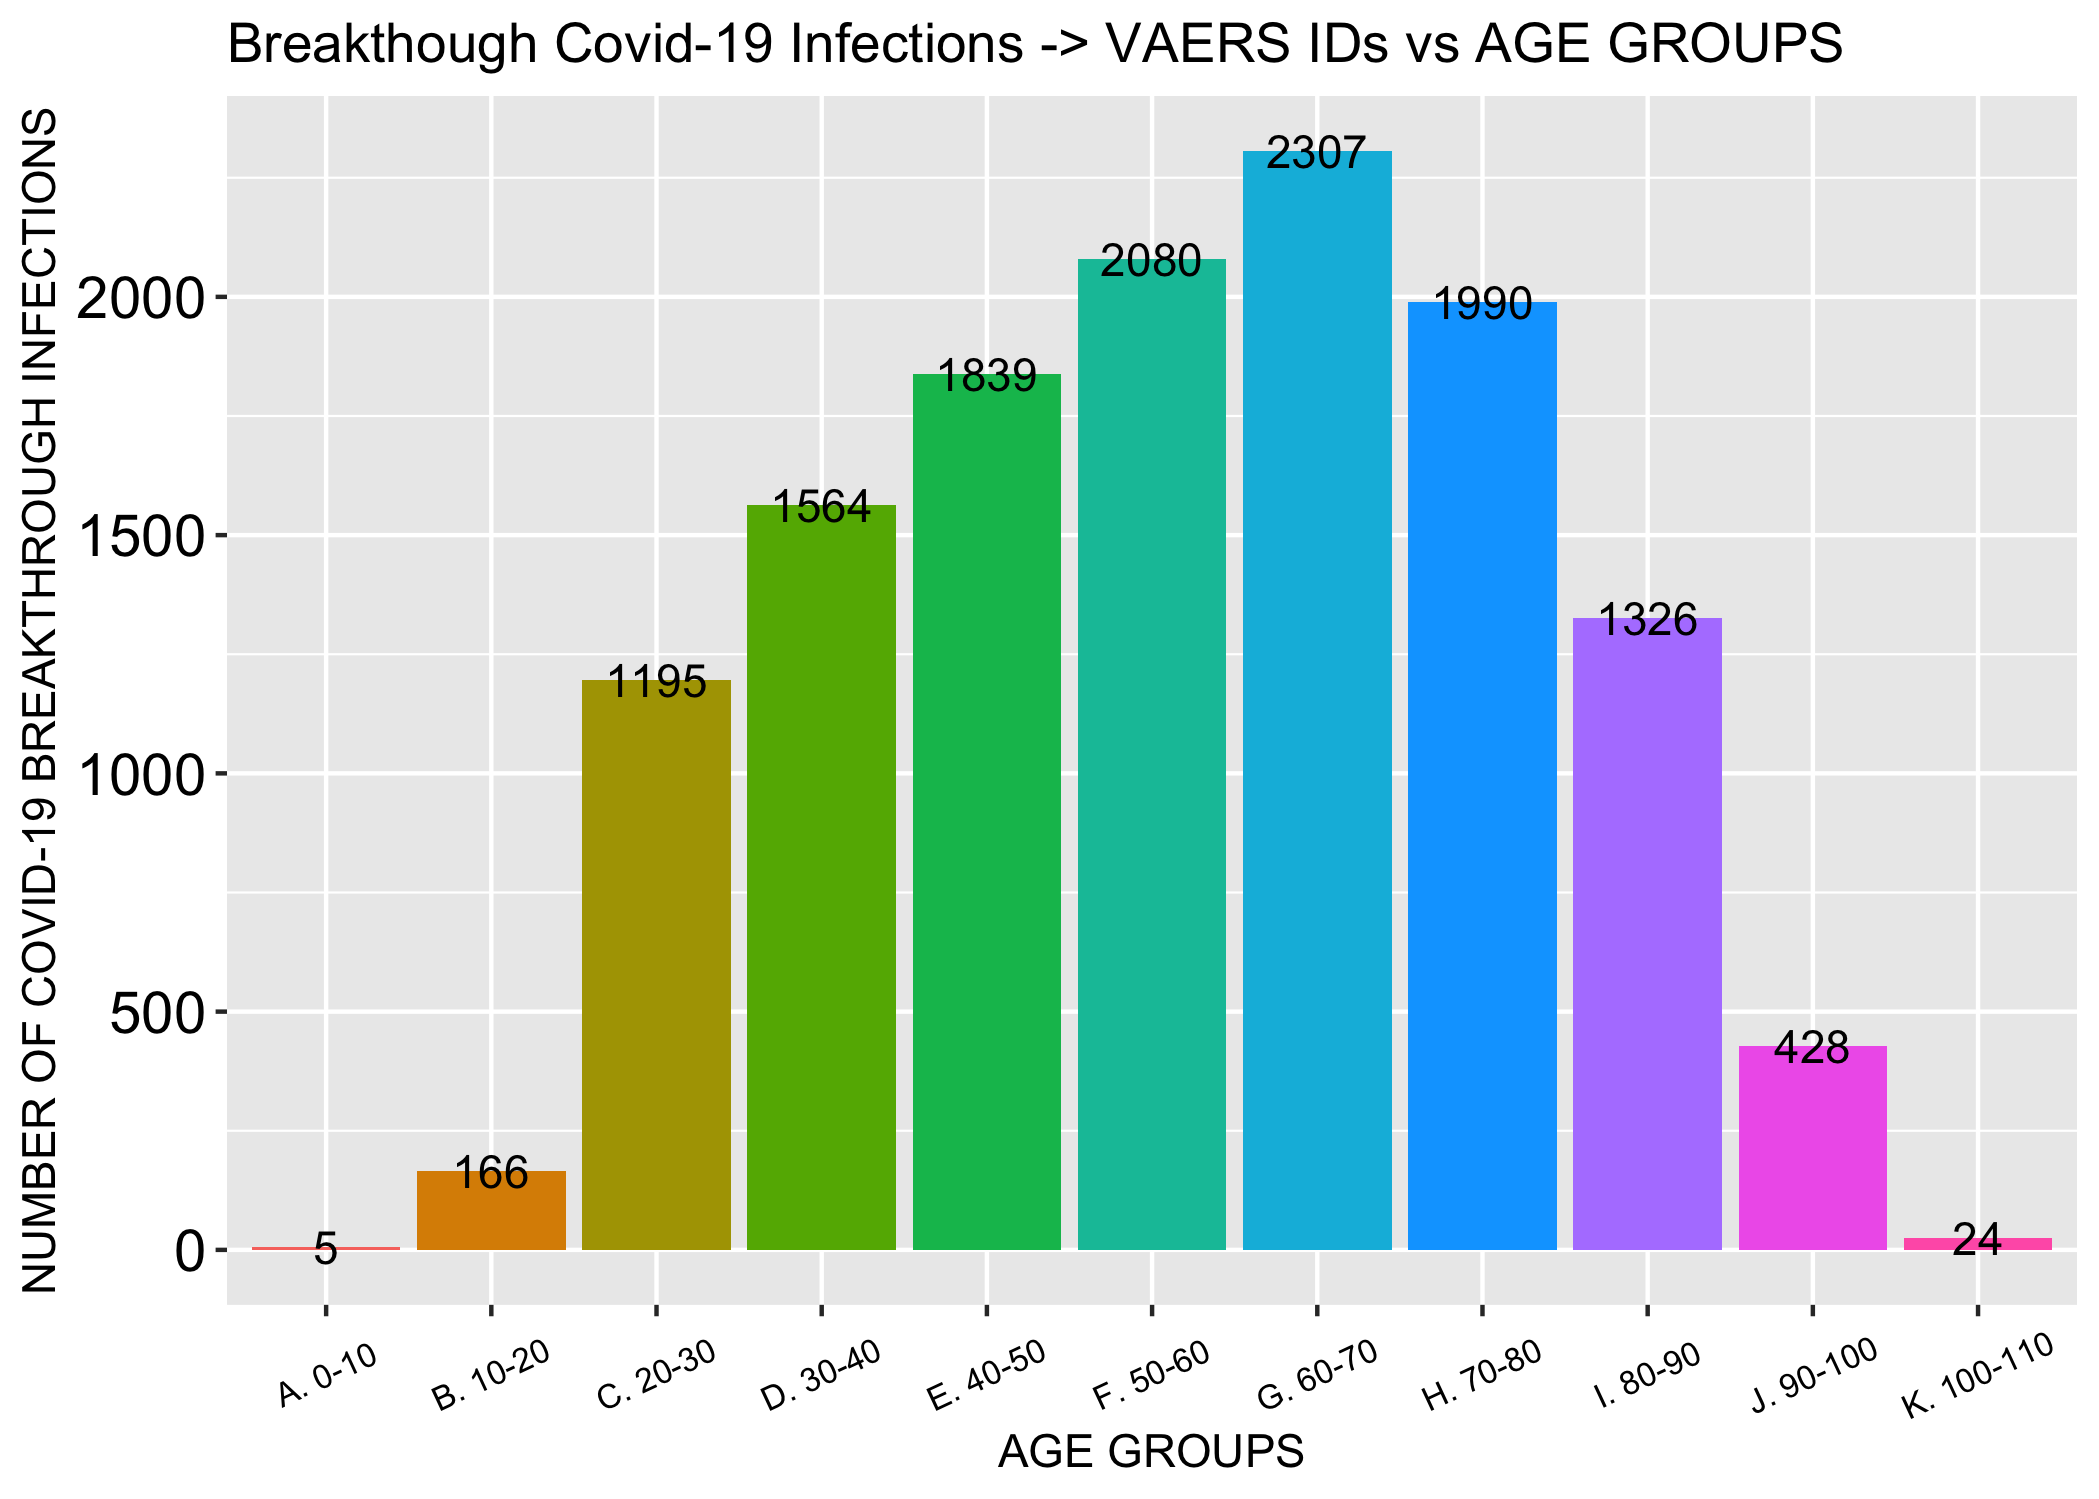 Breakthough Covid-19 Infections -> VAERS IDs vs AGE GROUPS
NUMBER OF COVID-19 BREAKTHROUGH INFECTIONS
2000
1500
1000
500
0
5
166
1195
1564
1839
2080
2307
1990
1326
428
24
A. 0-10
B. 10-20
C. 20-30
D. 30-40
E. 40-50
F. 50-60
G. 60-70
H. 70-80
I. 80-90
J. 90-100
K. 100-110
AGE GROUPS